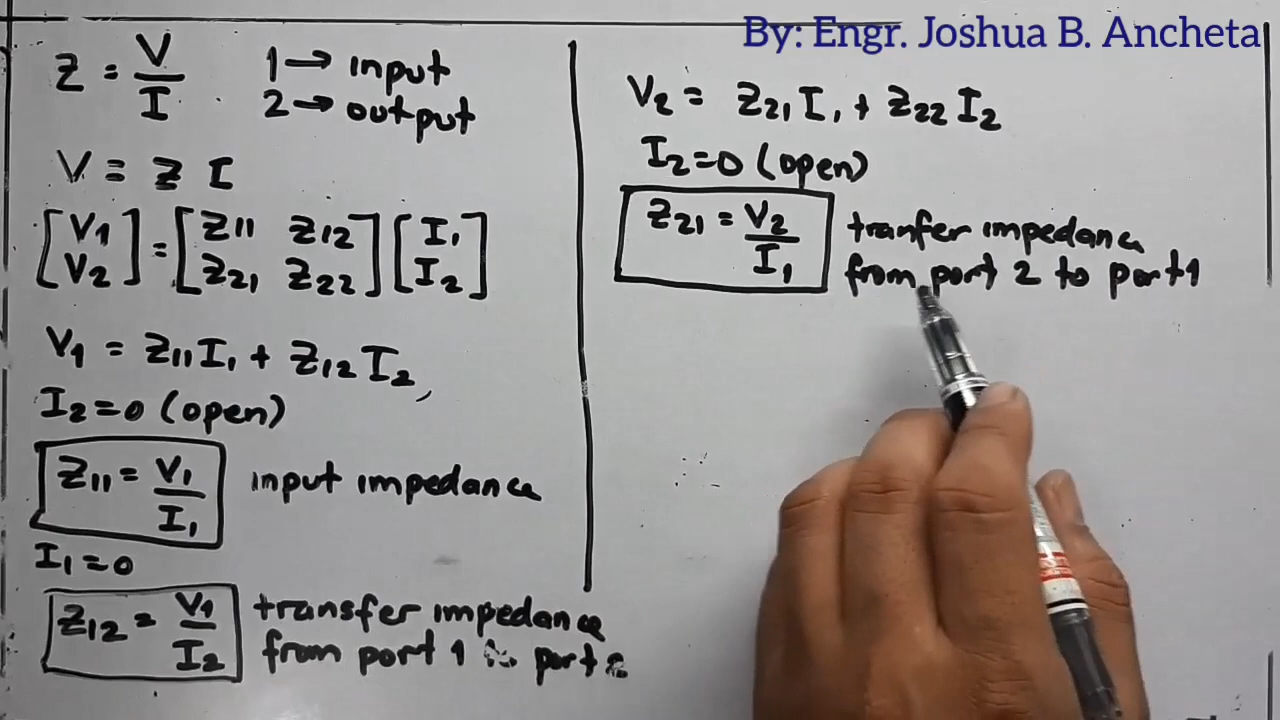 By: Engr. Joshua B. Ancheta
Z = V/I
1 → input
2 → output
V = Z I
[V1 V2] = [Z11 Z12 Z21 Z22] [I1 I2]
V1 = Z11 I1 + Z12 I2,
I2 = 0 (open)
Z11 = V1/I1 input impedance
I1 = 0
Z12 = V1/I2 transfer impedance
from port 1 to port 2
V2 = Z21 I1 + Z22 I2
I2 = 0 (open)
Z21 = V2/I1 tranfer impedance
from port 2 to port 1